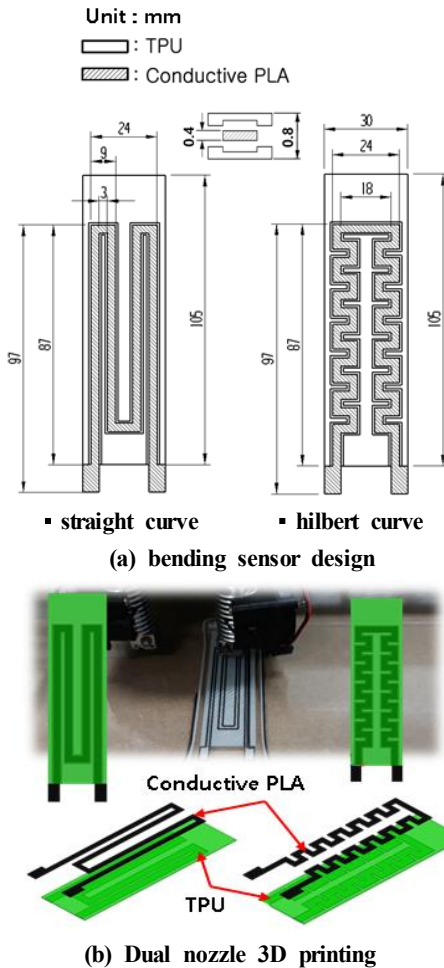 Unit : mm
: TPU
: Conductive PLA
24
9
3
97
87
105
0.4
0.8
30
24
18
97
87
105
▪ straight curve
▪ hilbert curve
(a) bending sensor design
Conductive PLA
TPU
(b) Dual nozzle 3D printing